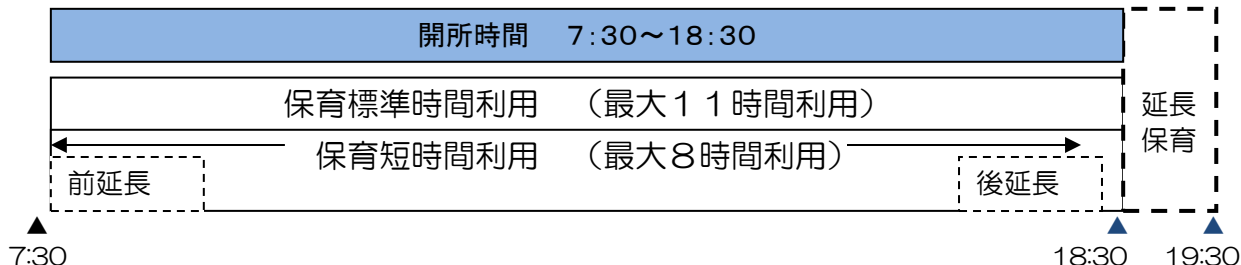 開所時間　7:30～18:30
保育標準時間利用　（最大１１時間利用）
延長
保育
保育短時間利用　（最大８時間利用）
前延長
後延長
▲
▲
▲
7:30
18:30
19:30